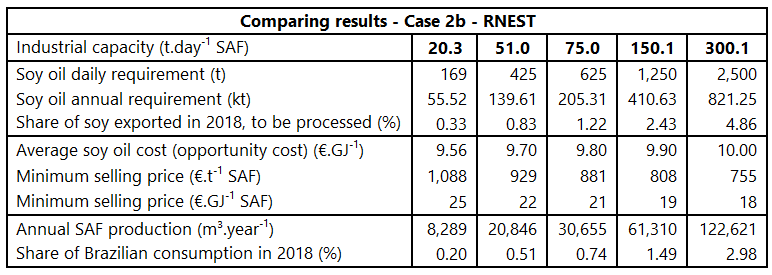 Comparing results - Case 2b - RNEST
Industrial capacity (t.day⁻¹ SAF) 20.3 51.0 75.0 150.1 300.1
Soy oil daily requirement (t) 169 425 625 1,250 2,500
Soy oil annual requirement (kt) 55.52 139.61 205.31 410.63 821.25
Share of soy exported in 2018, to be processed (%) 0.33 0.83 1.22 2.43 4.86
Average soy oil cost (opportunity cost) (€.GJ⁻¹) 9.56 9.70 9.80 9.90 10.00
Minimum selling price (€.t⁻¹ SAF) 1,088 929 881 808 755
Minimum selling price (€.GJ⁻¹ SAF) 25 22 21 19 18
Annual SAF production (m³.year⁻¹) 8,289 20,846 30,655 61,310 122,621
Share of Brazilian consumption in 2018 (%) 0.20 0.51 0.74 1.49 2.98